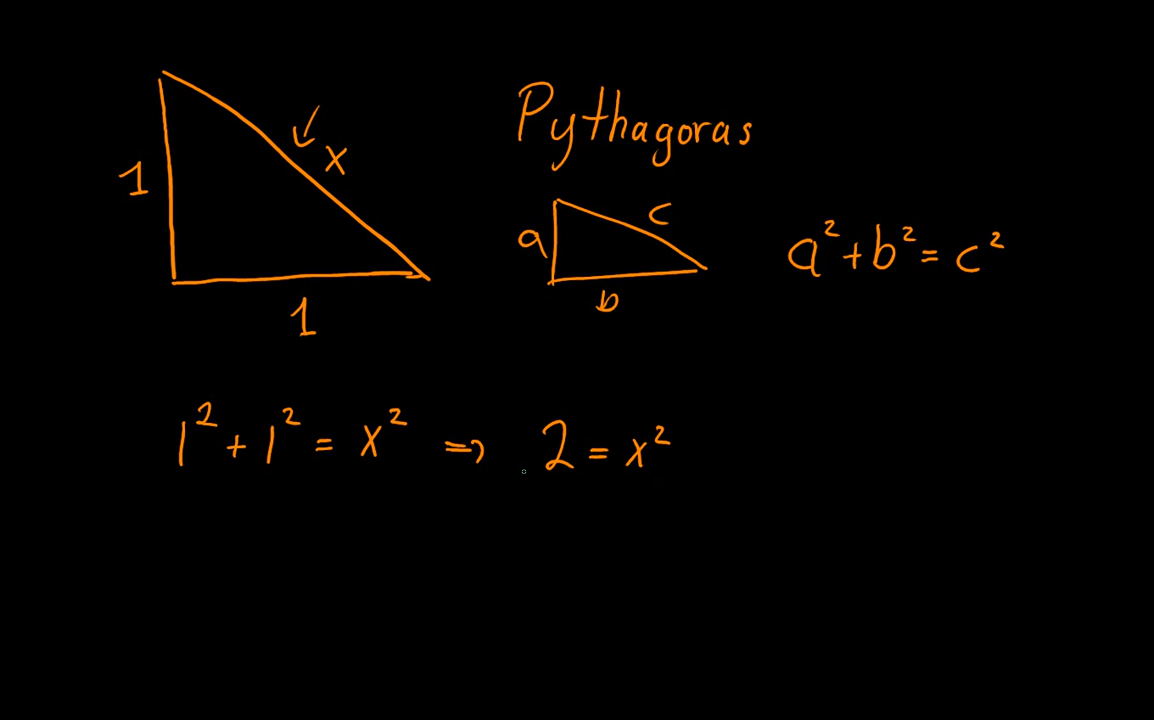 Pythagoras
1
x
1
a
c
b
a² + b² = c²
1² + 1² = x² ⇒ 2 = x²